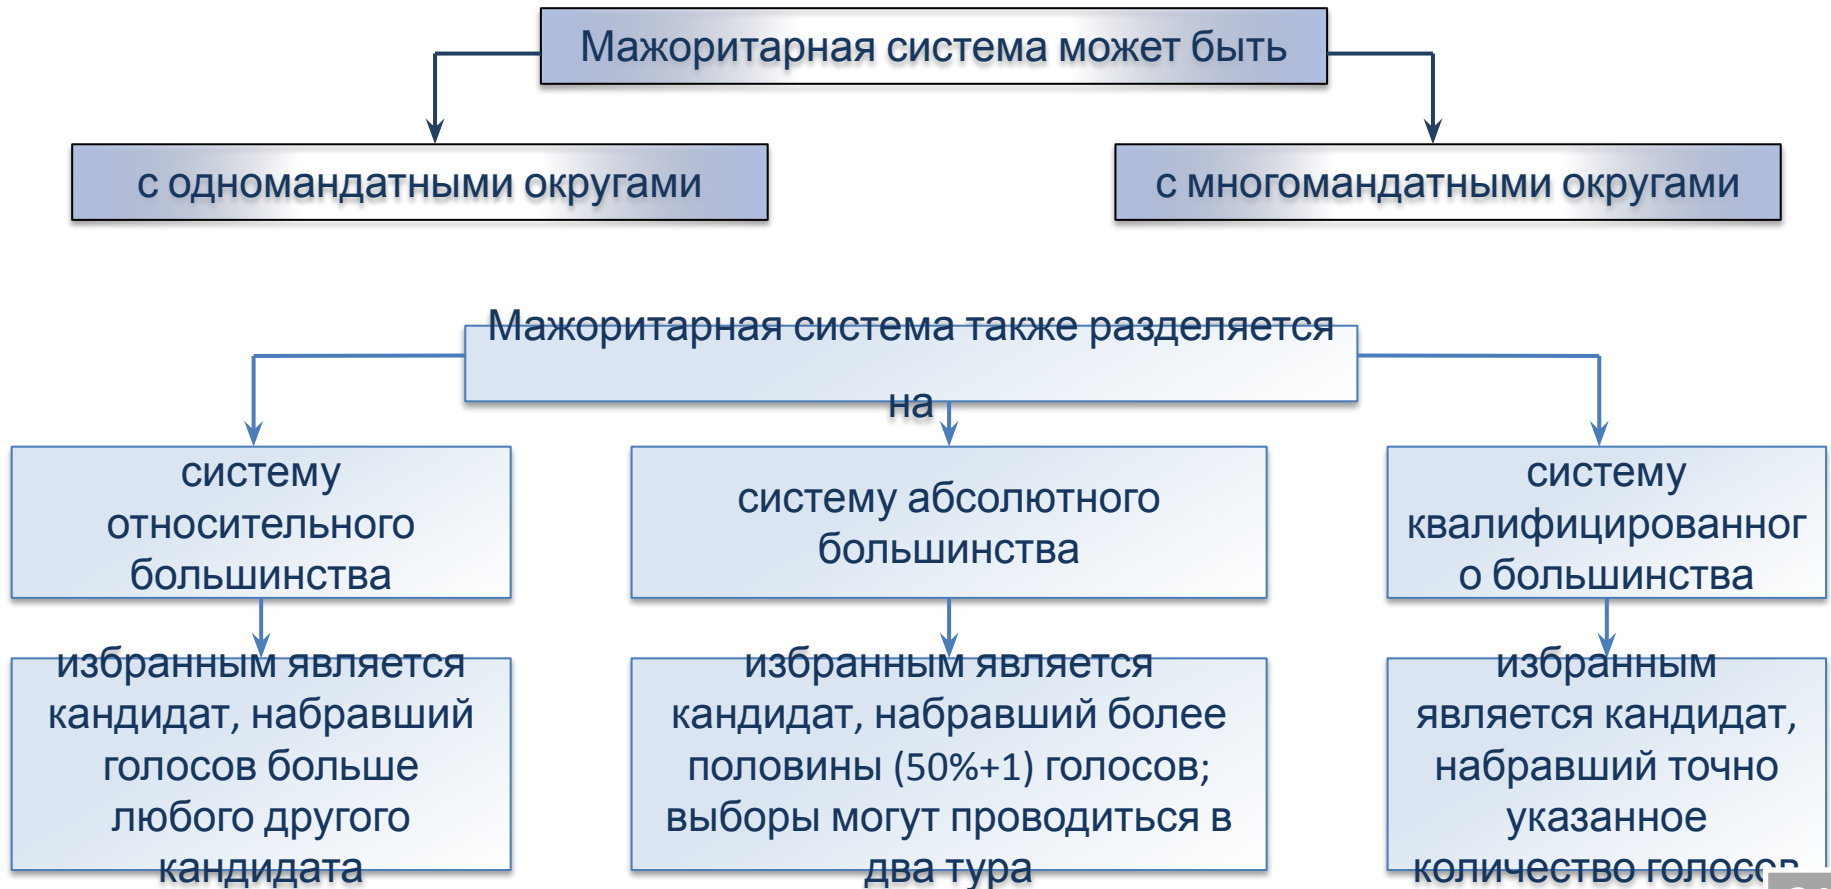 Мажоритарная система может быть
с одномандатными округами
с многомандатными округами
Мажоритарная система также разделяется
на
систему
относительного
большинства
систему абсолютного
большинства
систему
квалифицированног
о большинства
избранным является
кандидат, набравший
голосов больше
любого другого
кандидата
избранным является
кандидат, набравший более
половины (50%+1) голосов;
выборы могут проводиться в
два тура
избранным
является кандидат,
набравший точно
указанное
количество голосов